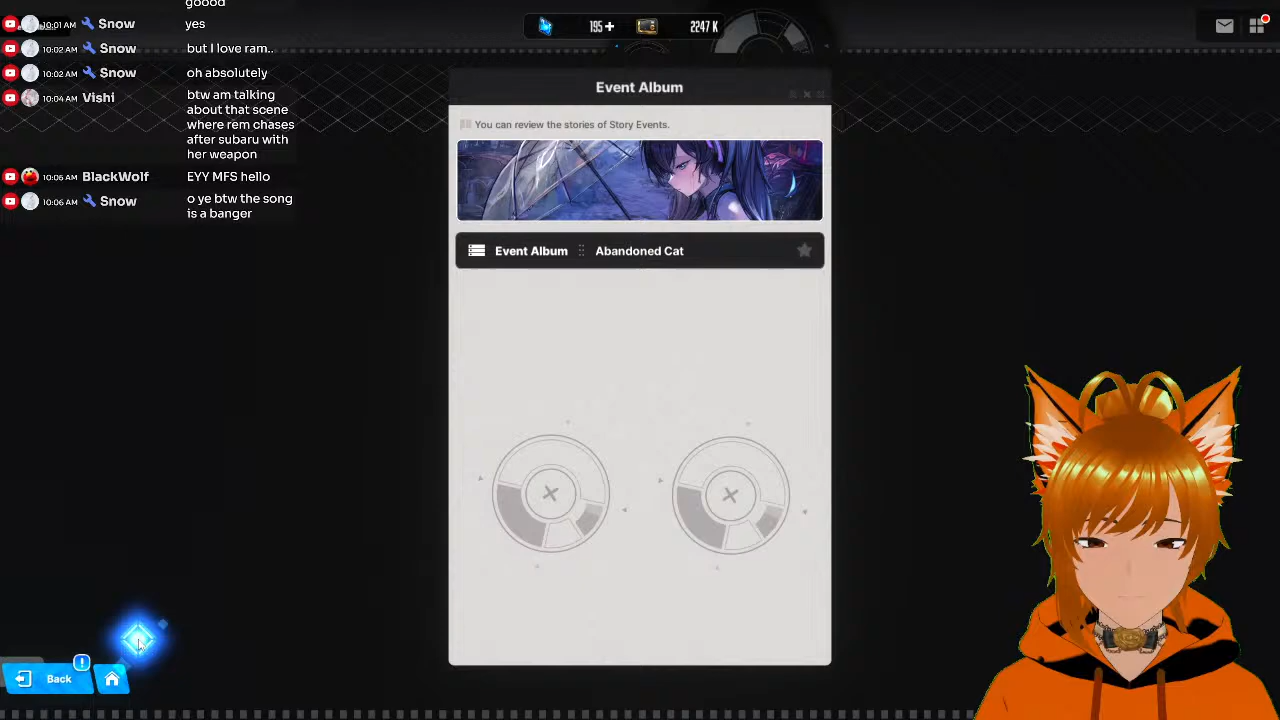 goood
10:01 AM Snow yes
10:02 AM Snow but I love ram..
10:02 AM Snow oh absolutely
10:04 AM Vishi btw am talking
about that scene
where rem chases
after subaru with
her weapon
10:06 AM BlackWolf EYY MFS hello
10:06 AM Snow o ye btw the song
is a banger
195+ 2247 K
Event Album
You can review the stories of Story Events.
Event Album Abandoned Cat
Back